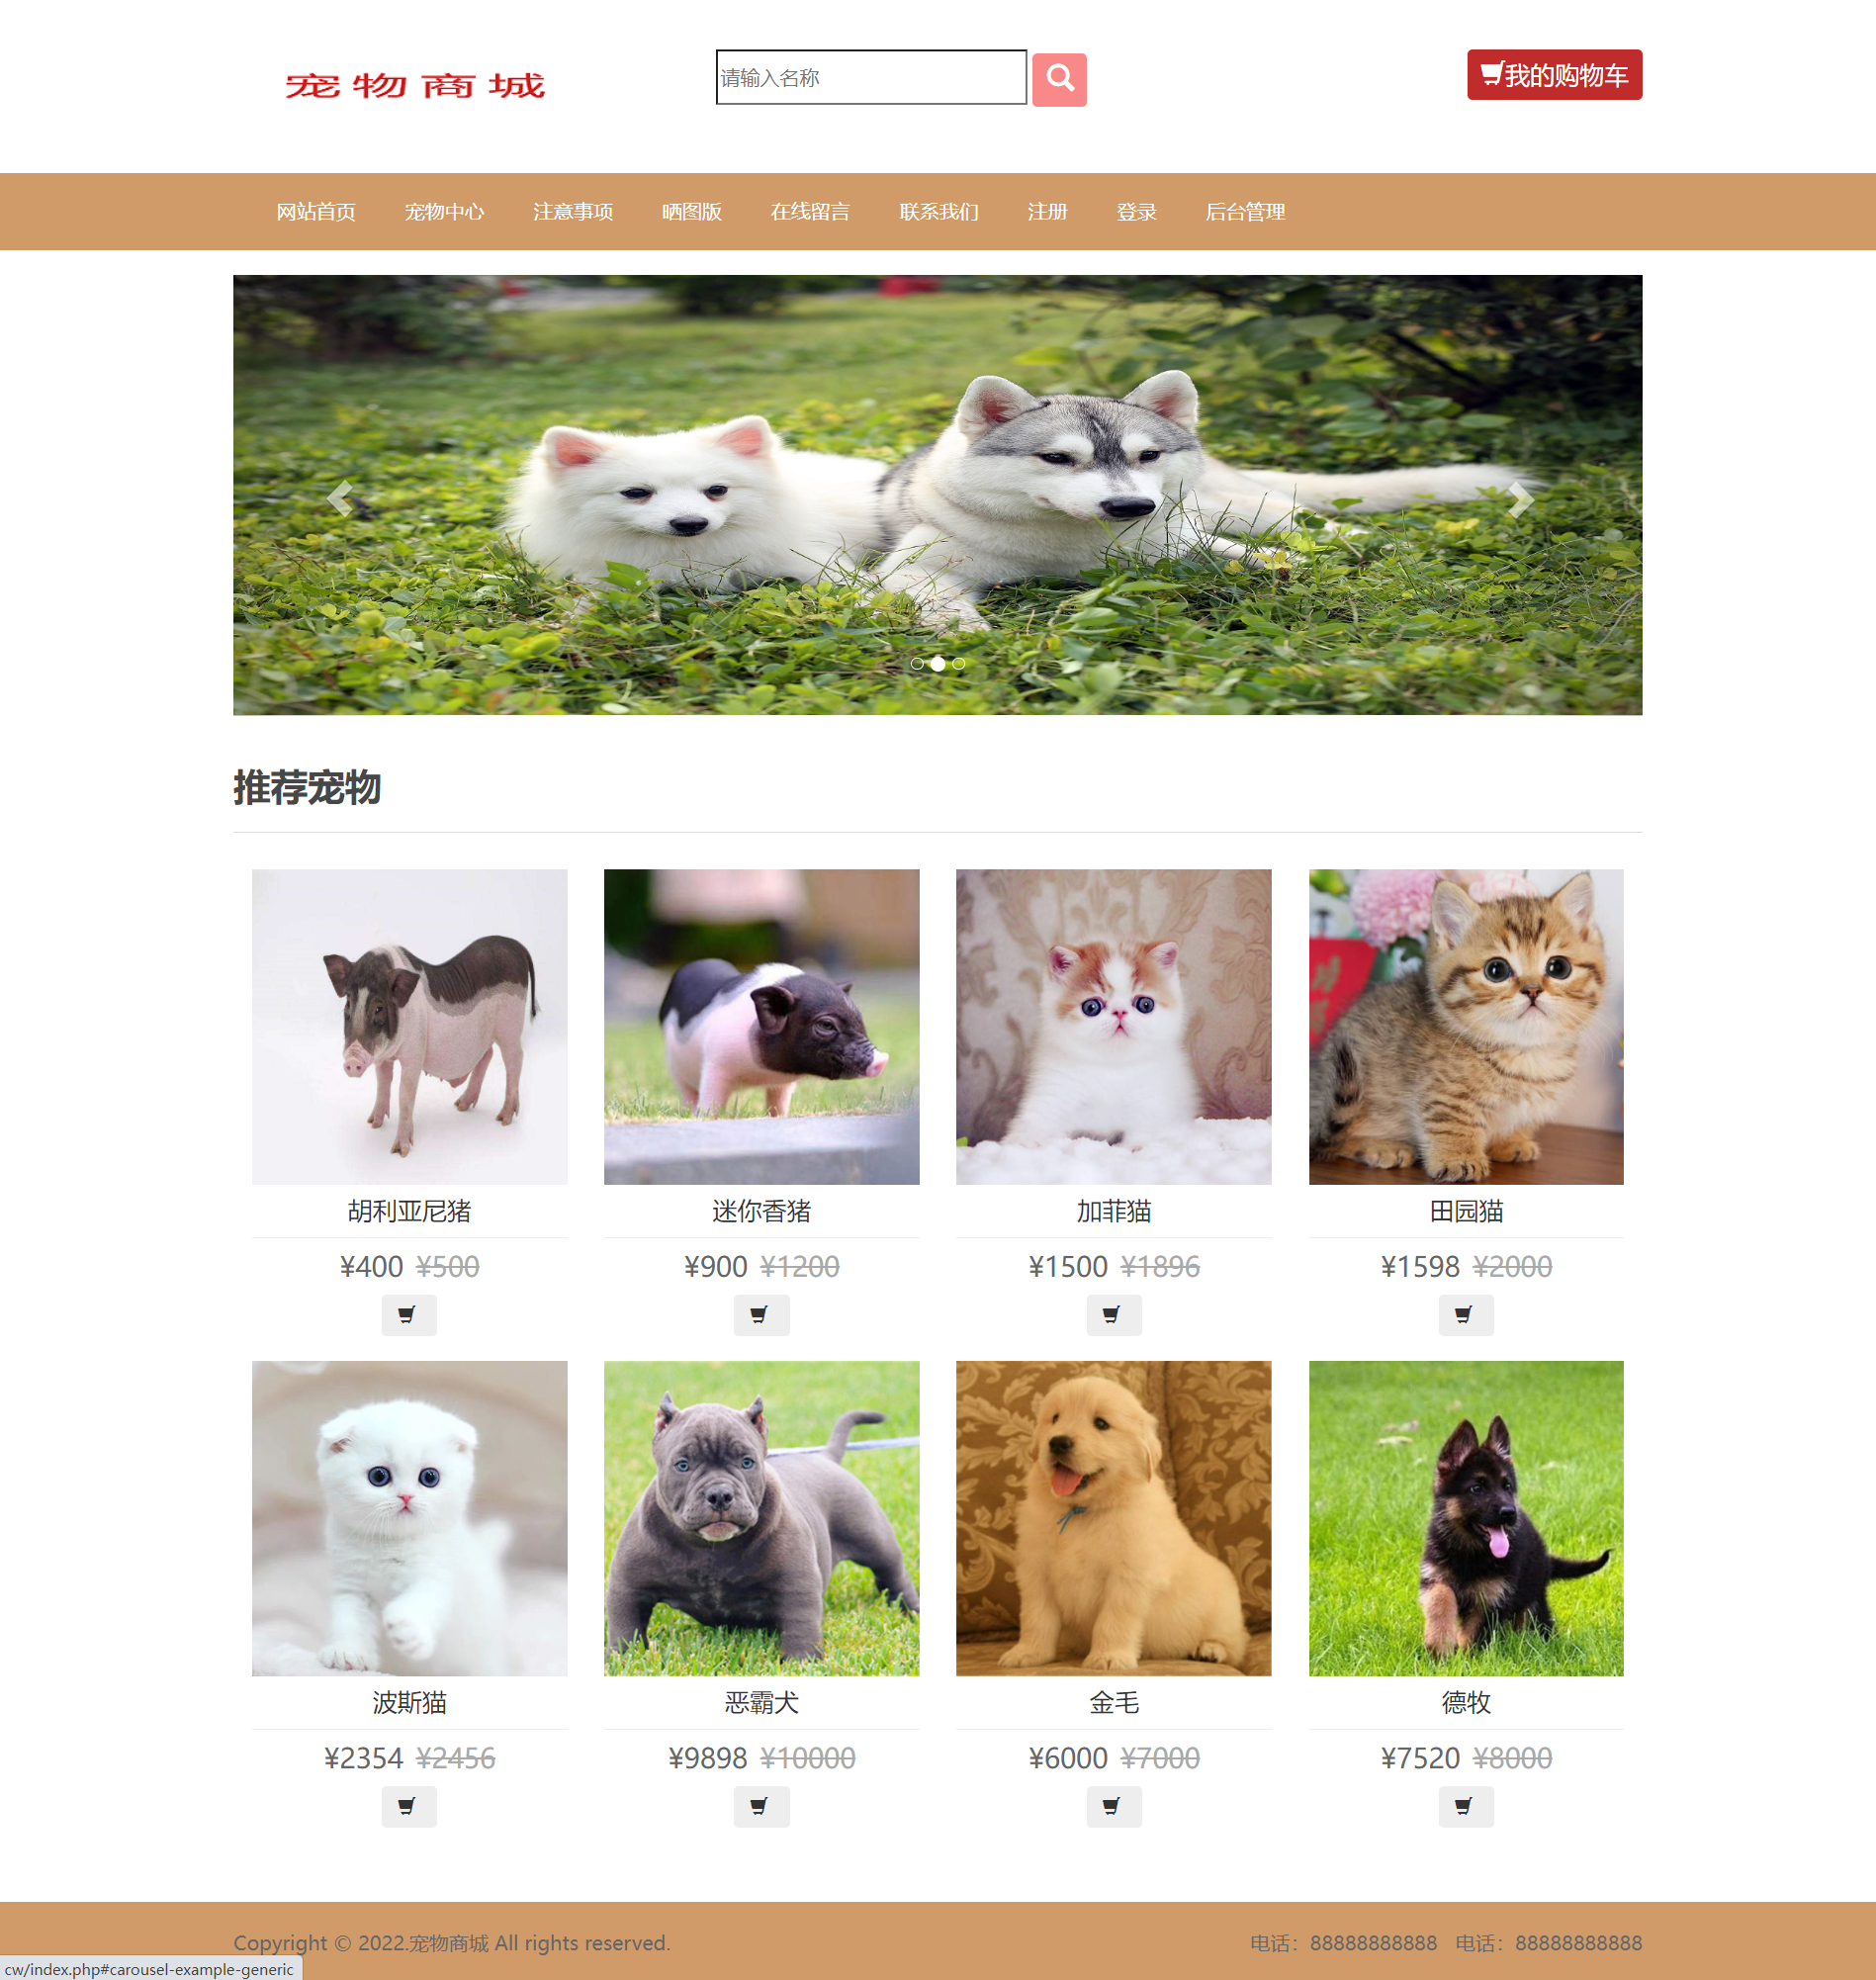 宠物商城
请输入名称
我的购物车
网站首页 宠物中心 注意事项 晒图版 在线留言 联系我们 注册 登录 后台管理
推荐宠物
胡利亚尼猪 迷你香猪 加菲猫 田园猫
¥400 ¥500 ¥900 ¥1200 ¥1500 ¥1896 ¥1598 ¥2000
波斯猫 恶霸犬 金毛 德牧
¥2354 ¥2456 ¥9898 ¥10000 ¥6000 ¥7000 ¥7520 ¥8000
Copyright © 2022.宠物商城 All rights reserved. 电话：88888888888 电话：88888888888
cw/index.php#carousel-example-generic